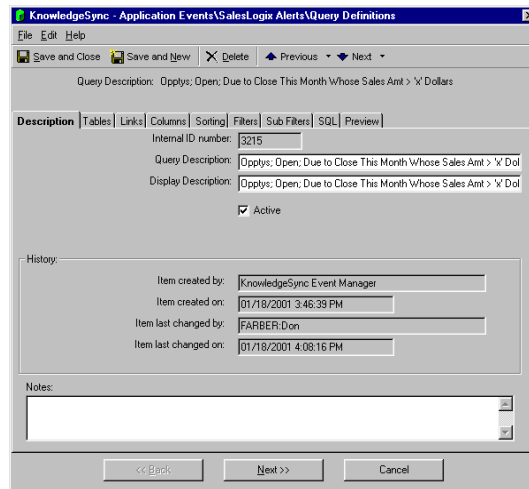 KnowledgeSync - Application Events\SalesLogix Alerts\Query Definitions
File Edit Help
Save and Close Save and New Delete Previous Next
Query Description: Opptys; Open; Due to Close This Month Whose Sales Amt > 'x' Dollars
Description Tables Links Columns Sorting Filters Sub Filters SQL Preview
Internal ID number: 3215
Query Description: Opptys; Open; Due to Close This Month Whose Sales Amt > 'x' Dol
Display Description: Opptys; Open; Due to Close This Month Whose Sales Amt > 'x' Dol
Active
History:
Item created by: KnowledgeSync Event Manager
Item created on: 01/18/2001 3:46:39 PM
Item last changed by: FARBER:Don
Item last changed on: 01/18/2001 4:08:16 PM
Notes:
<< Back Next >> Cancel